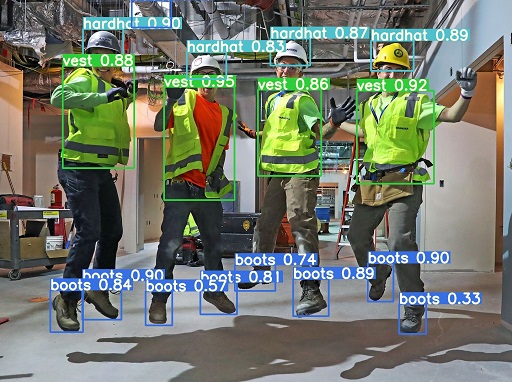 hardhat 0.90
hardhat 0.83
hardhat 0.87
hardhat 0.89
vest 0.88
vest 0.95
vest 0.86
vest 0.92
boots 0.84
boots 0.90
boots 0.57
boots 0.81
boots 0.74
boots 0.89
boots 0.90
boots 0.33